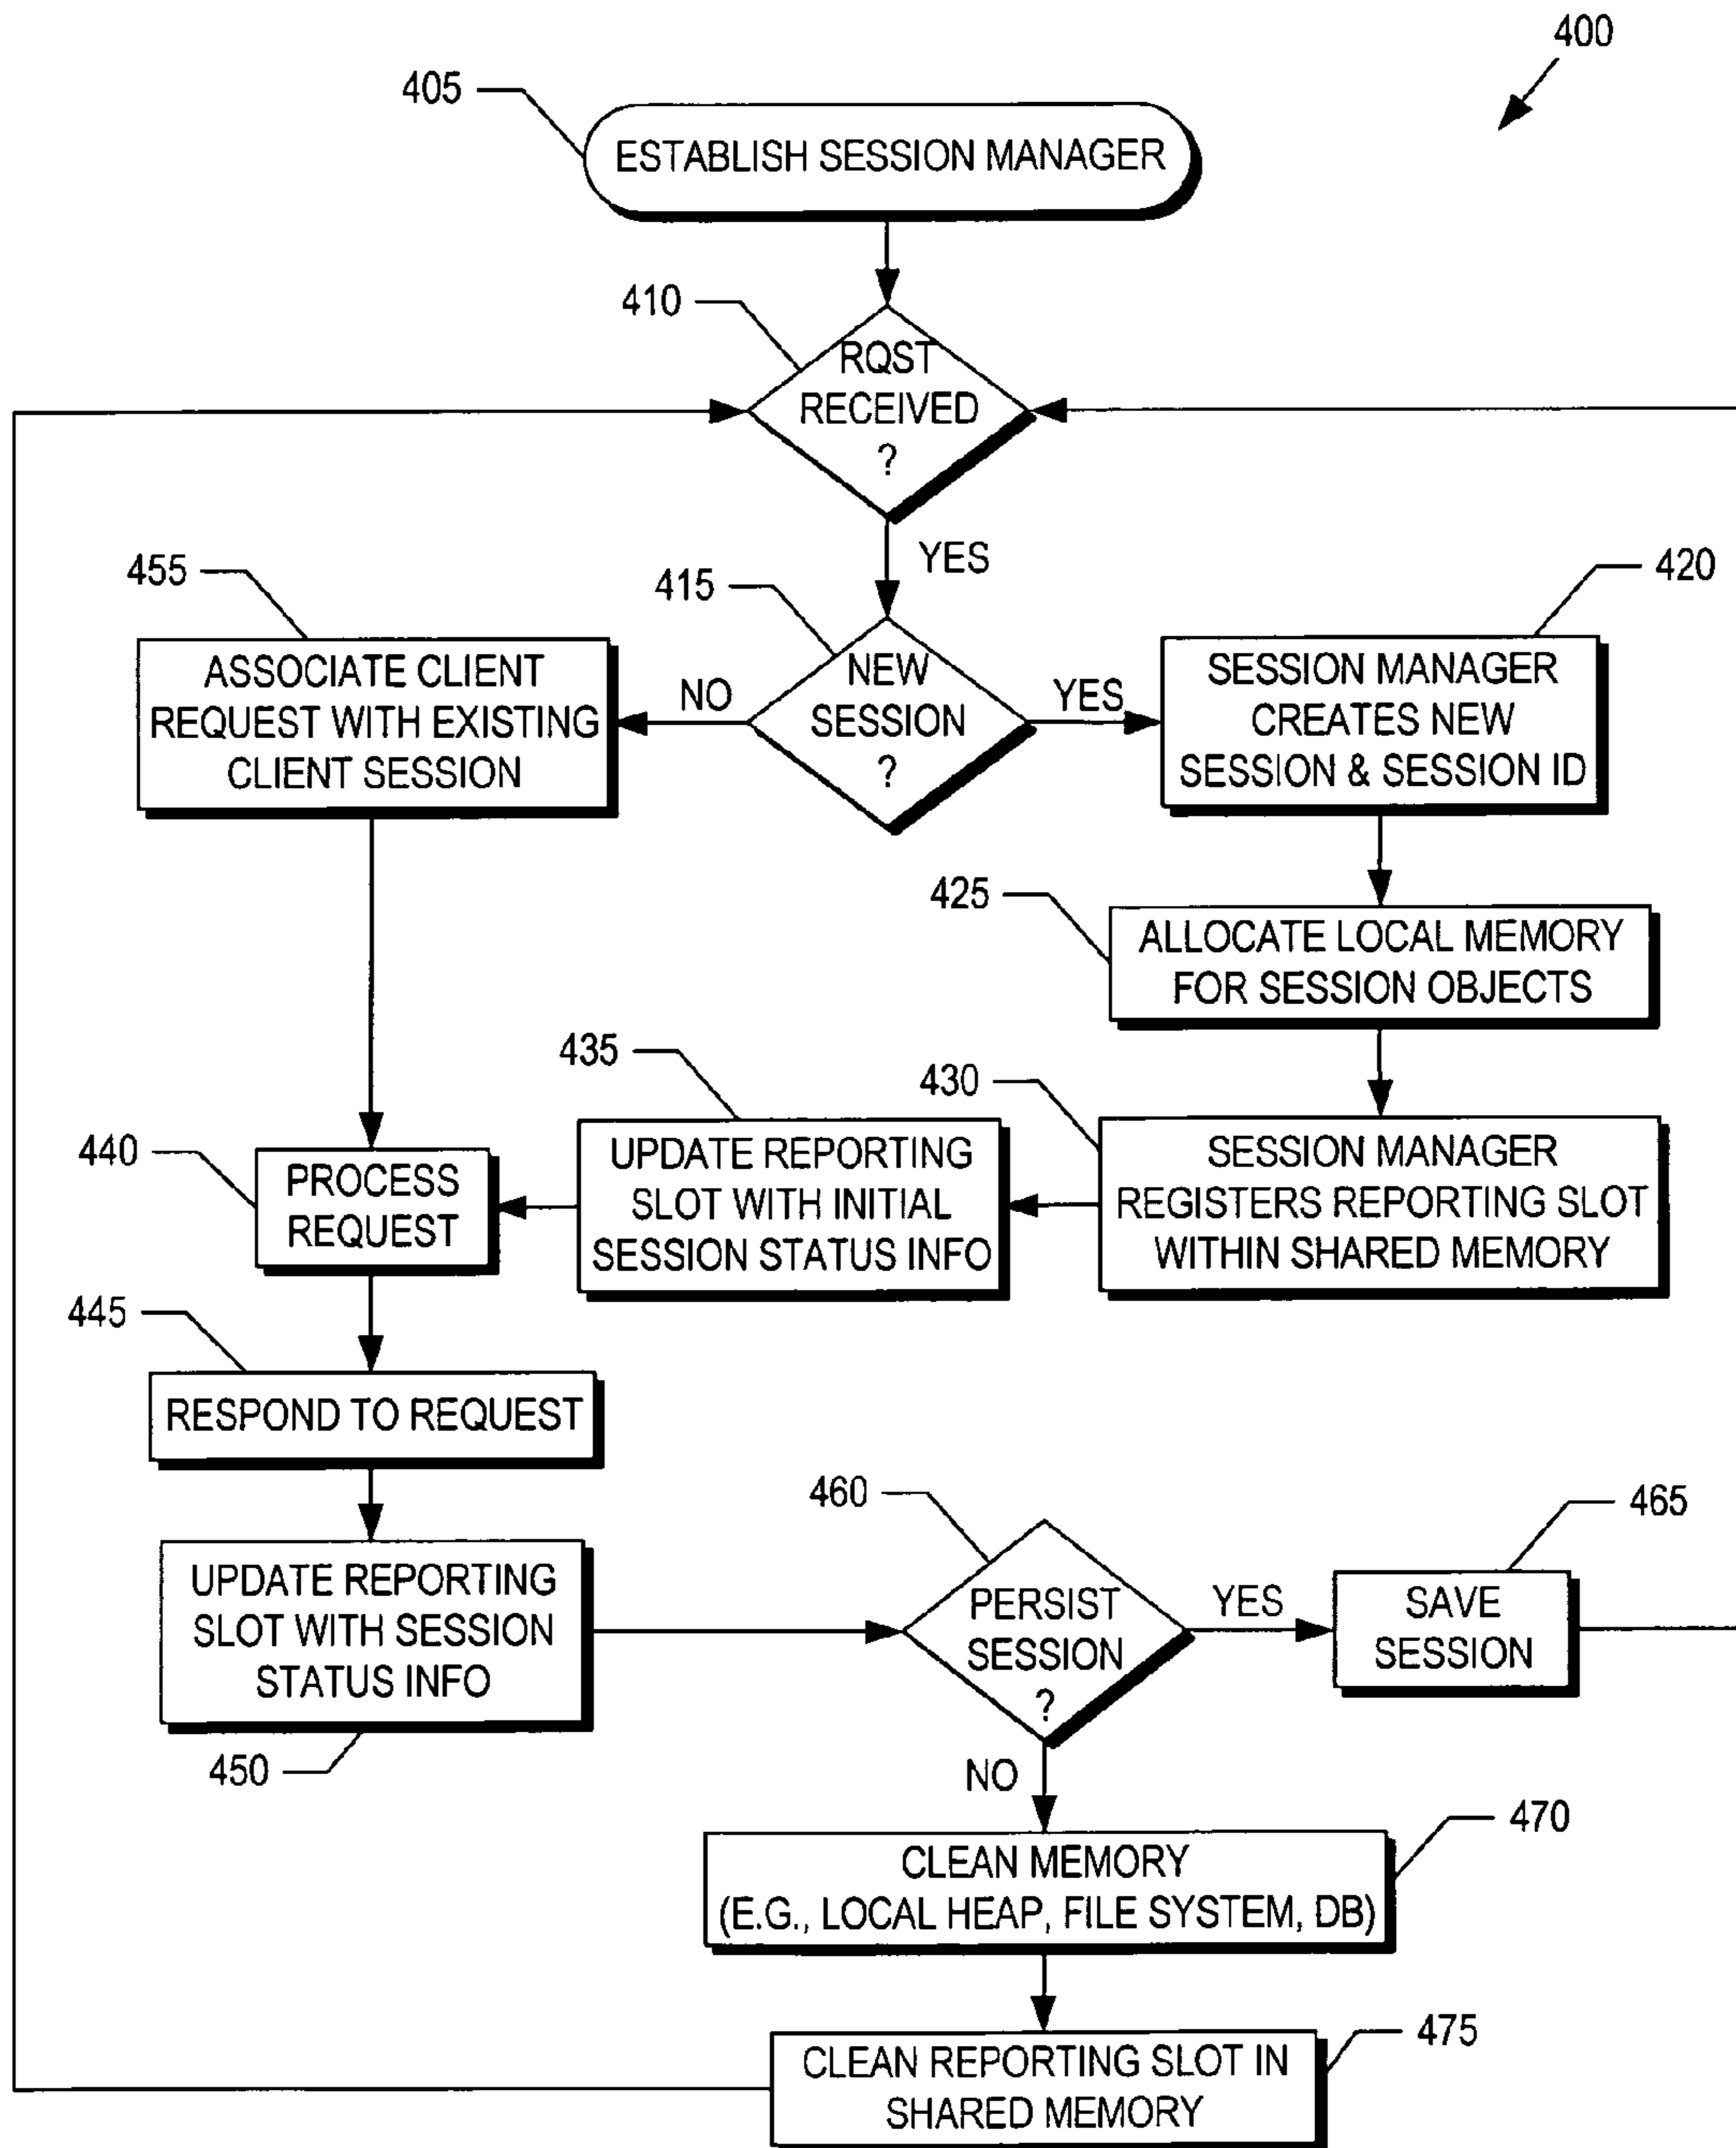 400
405
ESTABLISH SESSION MANAGER
410
RQST
RECEIVED
?
YES
455
415
420
ASSOCIATE CLIENT
REQUEST WITH EXISTING
CLIENT SESSION
NO
NEW
SESSION
?
YES
SESSION MANAGER
CREATES NEW
SESSION & SESSION ID
425
ALLOCATE LOCAL MEMORY
FOR SESSION OBJECTS
435
430
440
PROCESS
REQUEST
UPDATE REPORTING
SLOT WITH INITIAL
SESSION STATUS INFO
SESSION MANAGER
REGISTERS REPORTING SLOT
WITHIN SHARED MEMORY
445
RESPOND TO REQUEST
460
465
UPDATE REPORTING
SLOT WITH SESSION
STATUS INFO
450
PERSIST
SESSION
?
YES
SAVE
SESSION
NO
470
CLEAN MEMORY
(E.G., LOCAL HEAP, FILE SYSTEM, DB)
475
CLEAN REPORTING SLOT IN
SHARED MEMORY